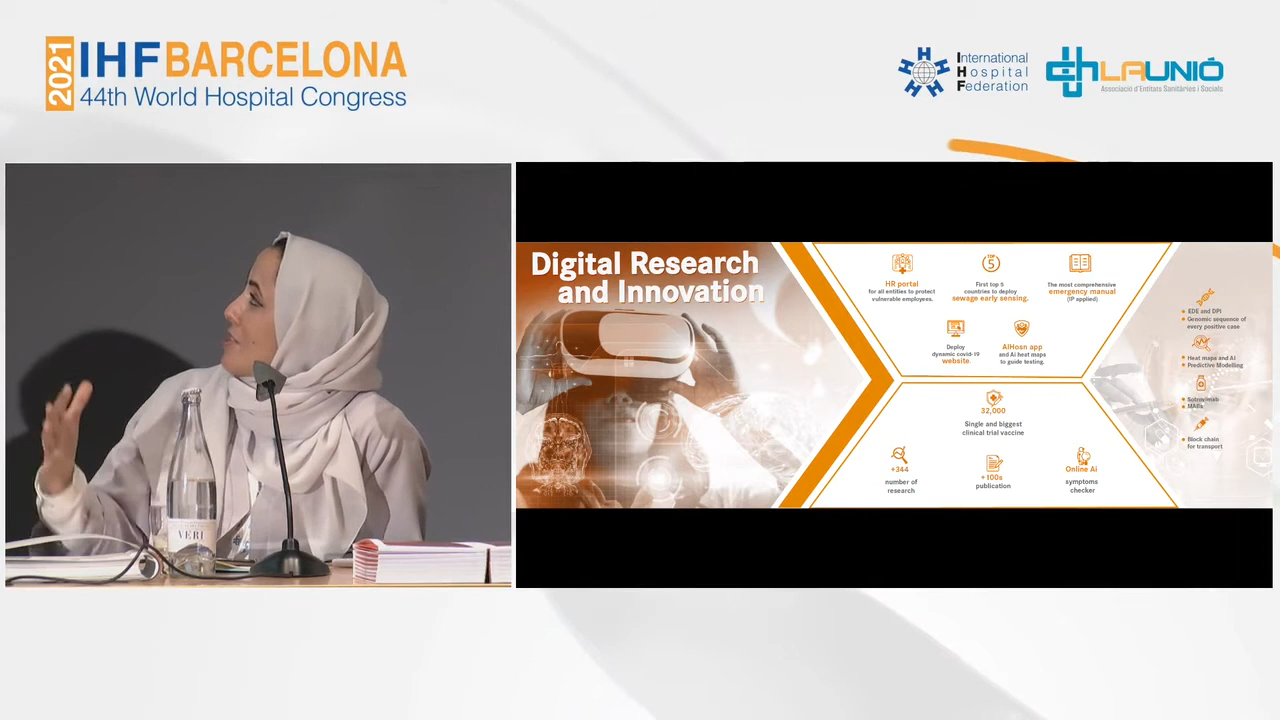 2021
IHF BARCELONA
44th World Hospital Congress
International
Hospital
Federation
LAUNIÓ
Associació d'Entitats Sanitàries i Socials
VERI
Digital Research
and Innovation
HR portal
for all entities to protect
vulnerable employees.
TOP
5
First top 5
countries to deploy
sewage early sensing.
The most comprehensive
emergency manual
(IP applied)
Deploy
dynamic covid-19
website
AlHosn app
and Ai heat maps
to guide testing.
32,000
Single and biggest
clinical trial vaccine
+344
number of
research
+100s
publication
Online Ai
symptoms
checker
EDE and DPI
Genomic sequence of
every positive case
Heat maps and Ai
Predictive Modelling
Sotrovimab
MABs
Block chain
for transport